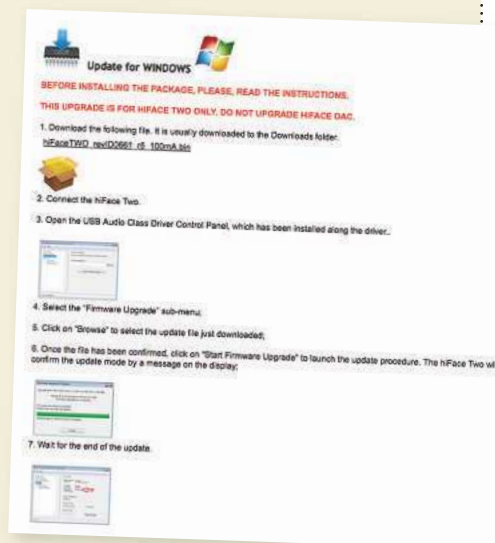 Update for WINDOWS
BEFORE INSTALLING THE PACKAGE, PLEASE, READ THE INSTRUCTIONS.
THIS UPGRADE IS FOR HIFACE TWO ONLY, DO NOT UPGRADE HIFACE DAC.
1. Download the following file. It is usually downloaded to the Downloads folder.
hiFaceTWO_revID0661_r5_100mA.bin
2. Connect the hiFace Two.
3. Open the USB Audio Class Driver Control Panel, which has been installed along the driver..
4. Select the "Firmware Upgrade" sub-menu;
5. Click on "Browse" to select the update file just downloaded;
6. Once the file has been confirmed, click on "Start Firmware Upgrade" to launch the update procedure. The hiFace Two wi
confirm the update mode by a message on the display;
7. Wait for the end of the update.